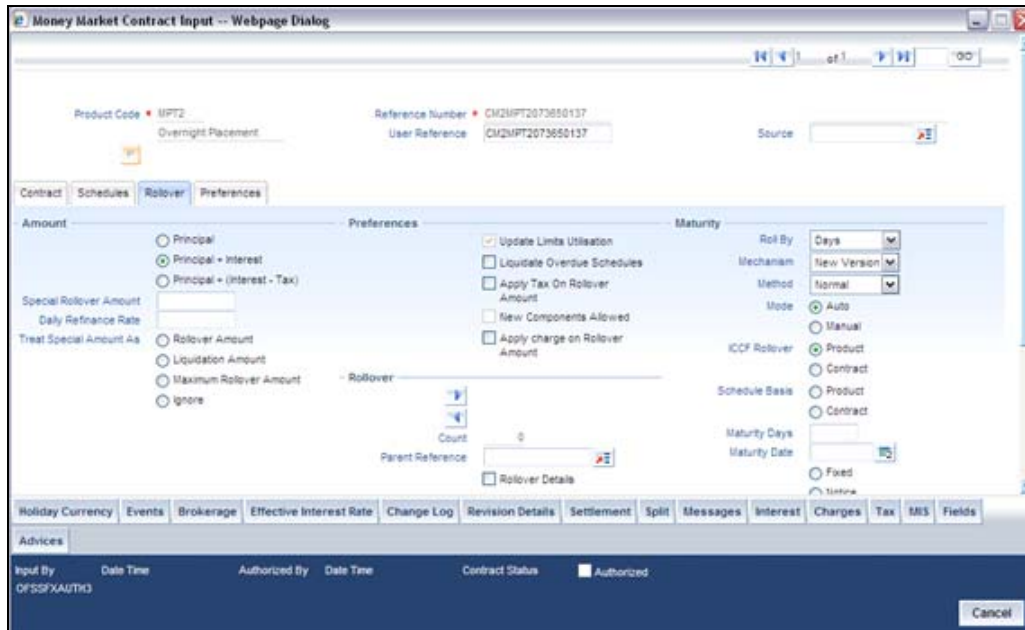 Money Market Contract Input -- Webpage Dialog
1 of 1 GO
Product Code * MPT2 Reference Number * CM2MPT2073650137
Overnight Placement User Reference CM2MPT2073650137 Source
Contract Schedules Rollover Preferences
Amount Preferences Maturity
Principal Update Limits Utilisation Roll By Days
Principal + Interest Liquidate Overdue Schedules Mechanism New Version
Principal + (Interest - Tax) Apply Tax On Rollover Amount Method Normal
Special Rollover Amount Mode Auto
Daily Refinance Rate New Components Allowed Manual
Treat Special Amount As Rollover Amount Apply charge on Rollover Amount ICCF Rollover Product
Liquidation Amount Contract
Maximum Rollover Amount Rollover Schedule Basis Product
Ignore Contract
Count 0 Maturity Days
Parent Reference Maturity Date
Rollover Details Fixed
Notice
Holiday Currency Events Brokerage Effective Interest Rate Change Log Revision Details Settlement Split Messages Interest Charges Tax MIS Fields
Advices
Input By Date Time Authorized By Date Time Contract Status Authorized
OFSSFXAUTH3
Cancel